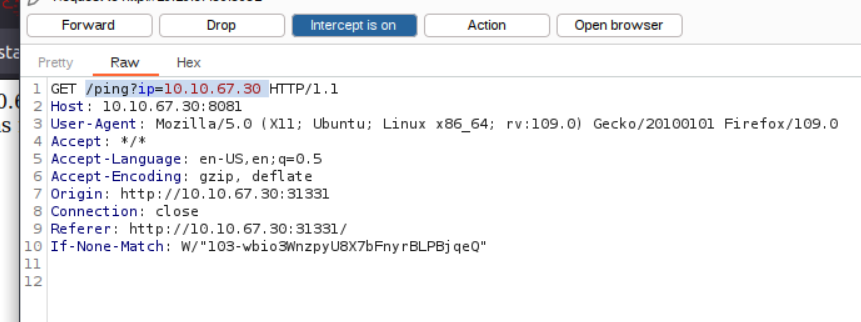 Forward Drop Intercept is on Action Open browser
Pretty Raw Hex
1 GET /ping?ip=10.10.67.30 HTTP/1.1
2 Host: 10.10.67.30:8081
3 User-Agent: Mozilla/5.0 (X11; Ubuntu; Linux x86_64; rv:109.0) Gecko/20100101 Firefox/109.0
4 Accept: */*
5 Accept-Language: en-US,en;q=0.5
6 Accept-Encoding: gzip, deflate
7 Origin: http://10.10.67.30:31331
8 Connection: close
9 Referer: http://10.10.67.30:31331/
10 If-None-Match: W/"103-wbio3WnzpyU8X7bFnyrBLPBjqeQ"
11
12